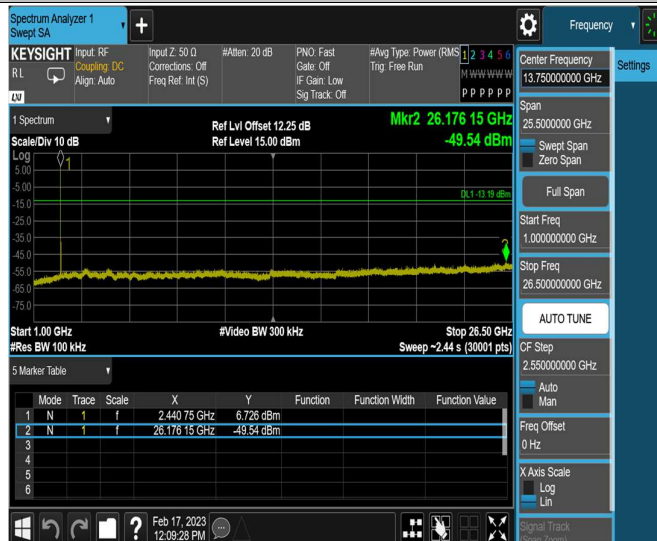 Spectrum Analyzer 1
Swept SA
+
Frequency
KEYSIGHT
RL
LXI
Input: RF
Coupling: DC
Align: Auto
Input Z: 50 Ω
Corrections: Off
Freq Ref: Int (S)
#Atten: 20 dB
PNO: Fast
Gate: Off
IF Gain: Low
Sig Track: Off
#Avg Type: Power (RMS
Trig: Free Run
1 2 3 4 5 6
M W W W W W
P P P P P P
1 Spectrum
Scale/Div 10 dB
Ref Lvl Offset 12.25 dB
Ref Level 15.00 dBm
Mkr2 26.176 15 GHz
-49.54 dBm
Log
5.00
-5.00
-15.0
-25.0
-35.0
-45.0
-55.0
-65.0
-75.0
1
2
DL1 -13.19 dBm
Start 1.00 GHz
#Res BW 100 kHz
#Video BW 300 kHz
Stop 26.50 GHz
Sweep ~2.44 s (30001 pts)
5 Marker Table
Mode Trace Scale X Y Function Function Width Function Value
1 N 1 f 2.440 75 GHz 6.726 dBm
2 N 1 f 26.176 15 GHz -49.54 dBm
3
4
5
6
Feb 17, 2023
12:09:28 PM
Center Frequency
13.750000000 GHz
Settings
Span
25.5000000 GHz
Swept Span
Zero Span
Full Span
Start Freq
1.000000000 GHz
Stop Freq
26.500000000 GHz
AUTO TUNE
CF Step
2.550000000 GHz
Auto
Man
Freq Offset
0 Hz
X Axis Scale
Log
Lin
Signal Track
(Span Zoom)